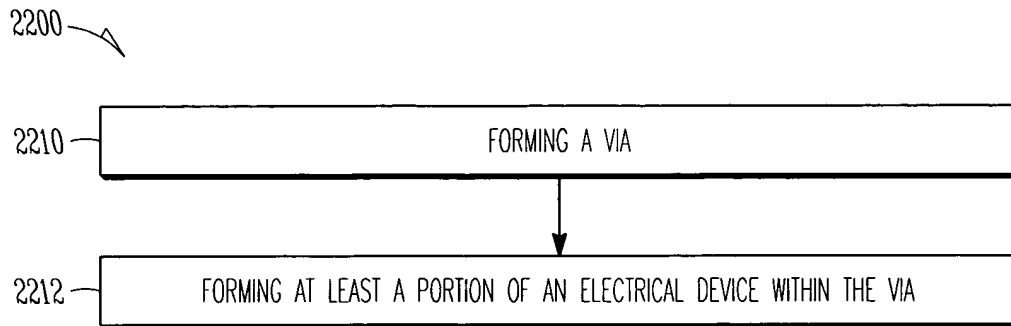 2200
2210
FORMING A VIA
2212
FORMING AT LEAST A PORTION OF AN ELECTRICAL DEVICE WITHIN THE VIA